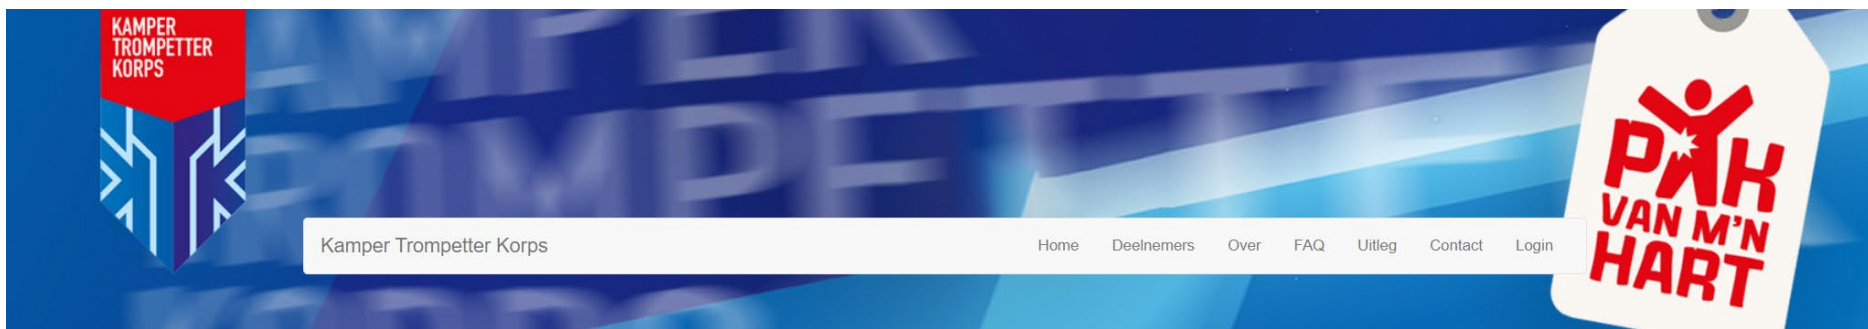 KAMPER
TROMPETTER
KORPS
Kamper Trompetter Korps
Home Deelnemers Over FAQ Uitleg Contact Login
PAK
VAN M'N
HART